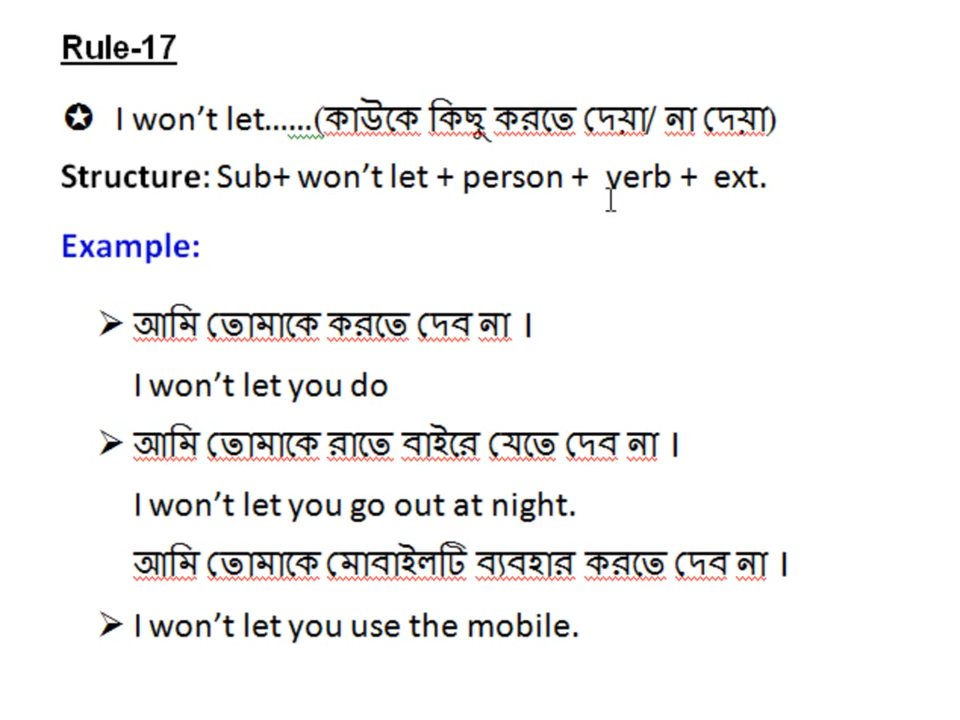 Rule-17
✪ I won’t let......(কাউকে কিছু করতে দেয়া/ না দেয়া)
Structure: Sub+ won’t let + person + verb + ext.
Example:
➢ আমি তোমাকে করতে দেব না ।
I won’t let you do
➢ আমি তোমাকে রাতে বাইরে যেতে দেব না ।
I won’t let you go out at night.
আমি তোমাকে মোবাইলটি ব্যবহার করতে দেব না ।
➢ I won’t let you use the mobile.